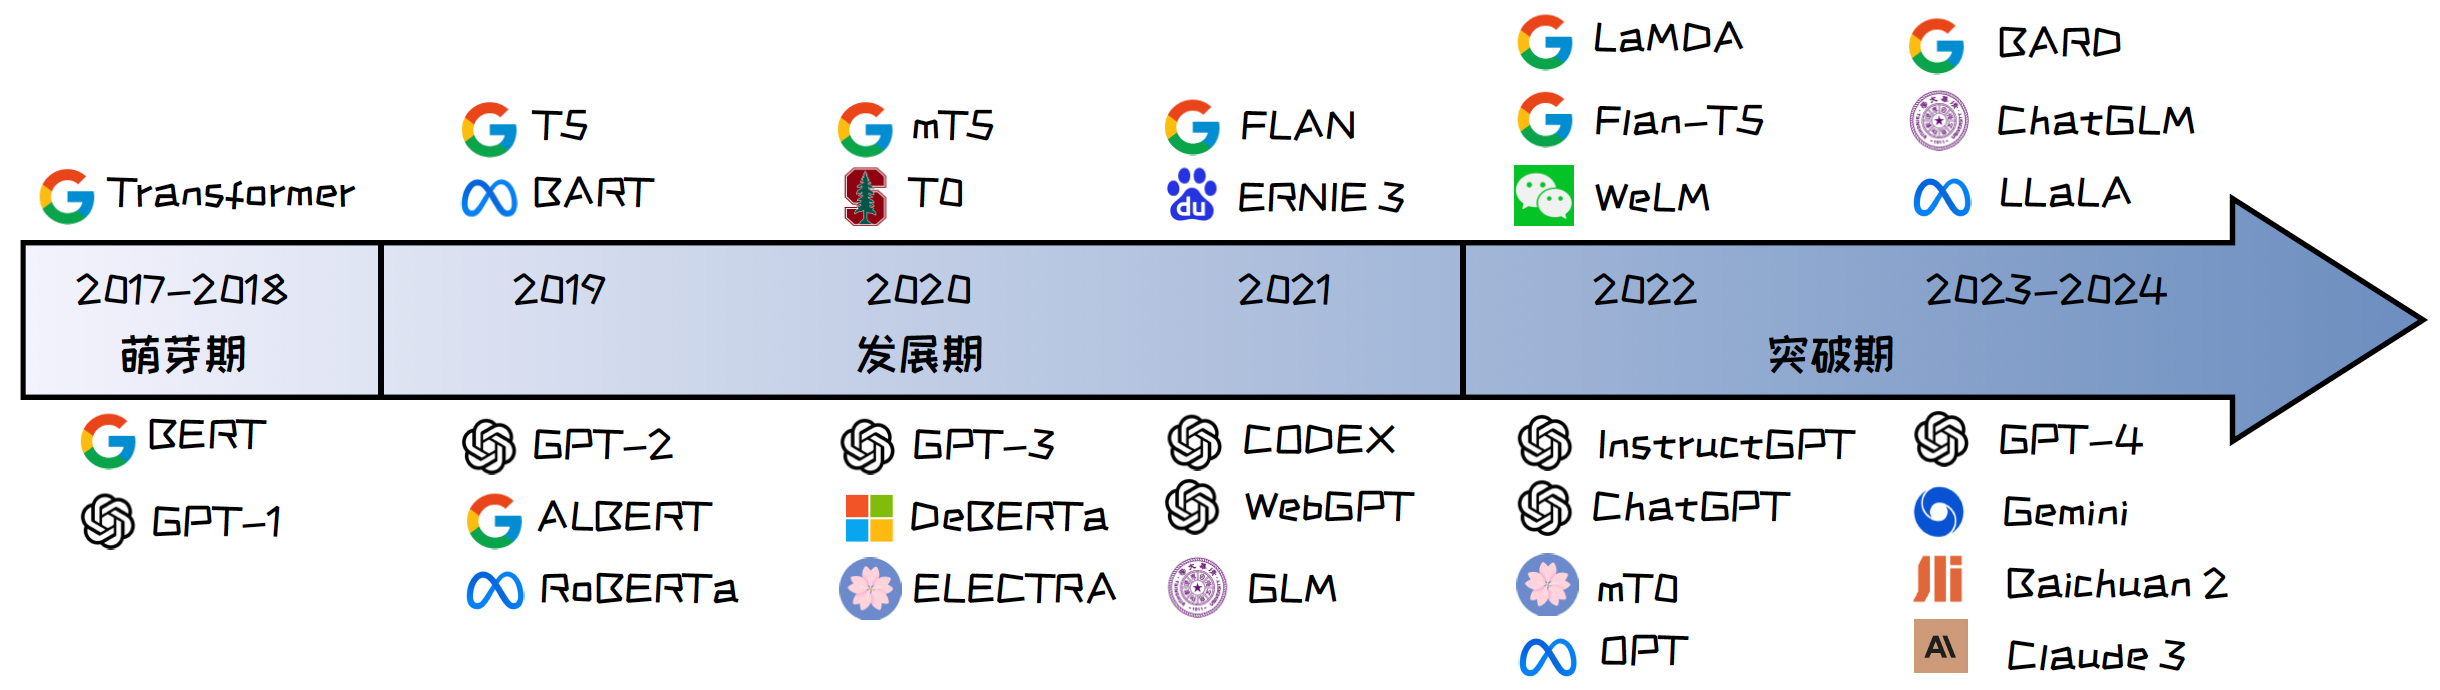 LaMDA
BARD
T5
mT5
FLAN
Flan-T5
ChatGLM
Transformer
BART
T0
ERNIE 3
WeLM
LLaLA
2017-2018
2019
2020
2021
2022
2023-2024
萌芽期
发展期
突破期
BERT
GPT-2
GPT-3
CODEX
InstructGPT
GPT-4
GPT-1
ALBERT
DeBERTa
WebGPT
ChatGPT
Gemini
RoBERTa
ELECTRA
GLM
mT0
Baichuan 2
OPT
Claude 3